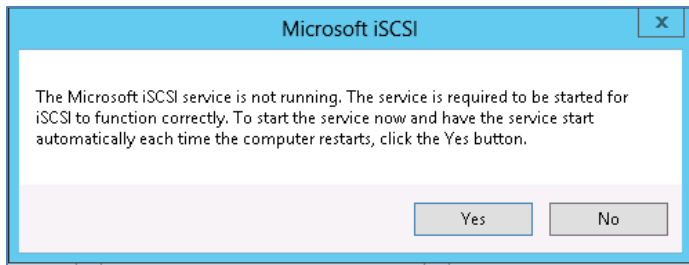 Microsoft iSCSI
x
The Microsoft iSCSI service is not running. The service is required to be started for
iSCSI to function correctly. To start the service now and have the service start
automatically each time the computer restarts, click the Yes button.
Yes No